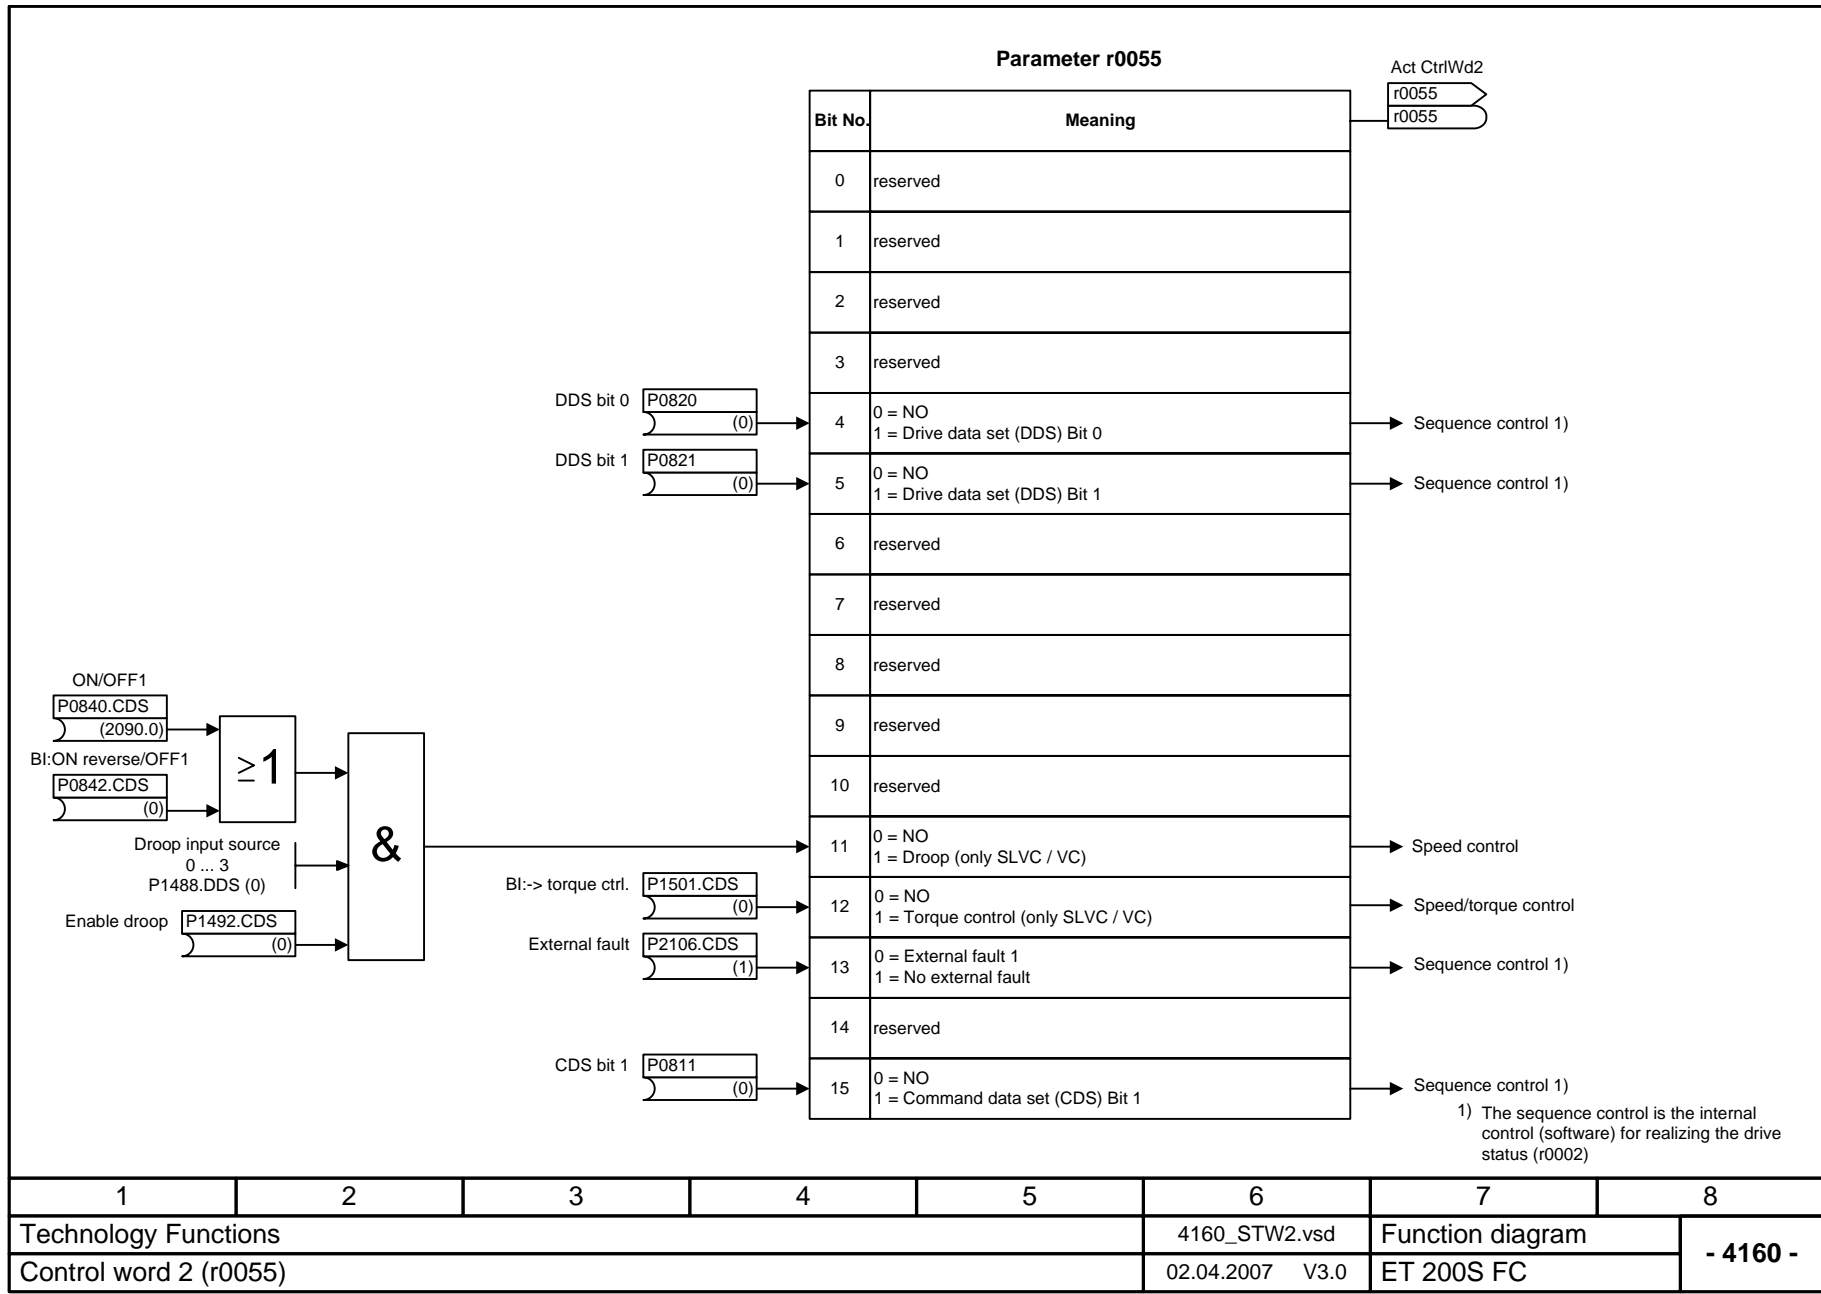 Parameter r0055
Act CtrlWd2
r0055
r0055
Bit No. Meaning
0 reserved
1 reserved
2 reserved
3 reserved
DDS bit 0 P0820
(0)
4 0 = NO
1 = Drive data set (DDS) Bit 0
Sequence control 1)
DDS bit 1 P0821
(0)
5 0 = NO
1 = Drive data set (DDS) Bit 1
Sequence control 1)
6 reserved
7 reserved
8 reserved
9 reserved
10 reserved
ON/OFF1
P0840.CDS
(2090.0)
BI:ON reverse/OFF1
P0842.CDS
(0)
≥1
Droop input source
0 ... 3
P1488.DDS (0)
Enable droop P1492.CDS
(0)
&
11 0 = NO
1 = Droop (only SLVC / VC)
Speed control
BI:-> torque ctrl. P1501.CDS
(0)
12 0 = NO
1 = Torque control (only SLVC / VC)
Speed/torque control
External fault P2106.CDS
(1)
13 0 = External fault 1
1 = No external fault
Sequence control 1)
14 reserved
CDS bit 1 P0811
(0)
15 0 = NO
1 = Command data set (CDS) Bit 1
Sequence control 1)
1) The sequence control is the internal
control (software) for realizing the drive
status (r0002)
1 2 3 4 5 6 7 8
Technology Functions 4160_STW2.vsd Function diagram - 4160 -
Control word 2 (r0055) 02.04.2007 V3.0 ET 200S FC